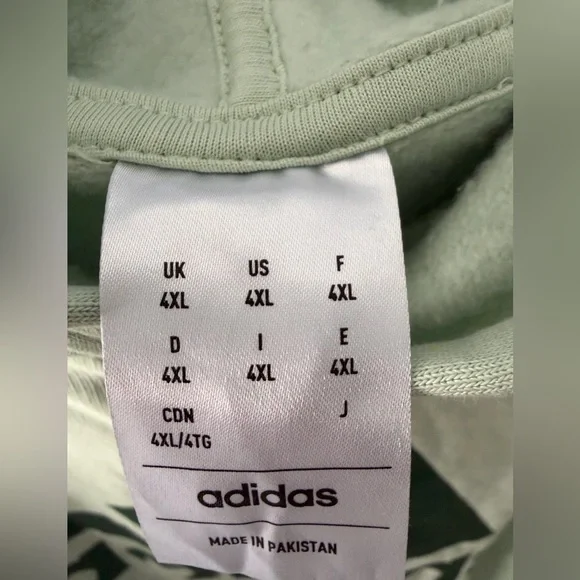 UK US F
4XL 4XL 4XL
D I E
4XL 4XL 4XL
CDN J
4XL/4TG
adidas
MADE IN PAKISTAN